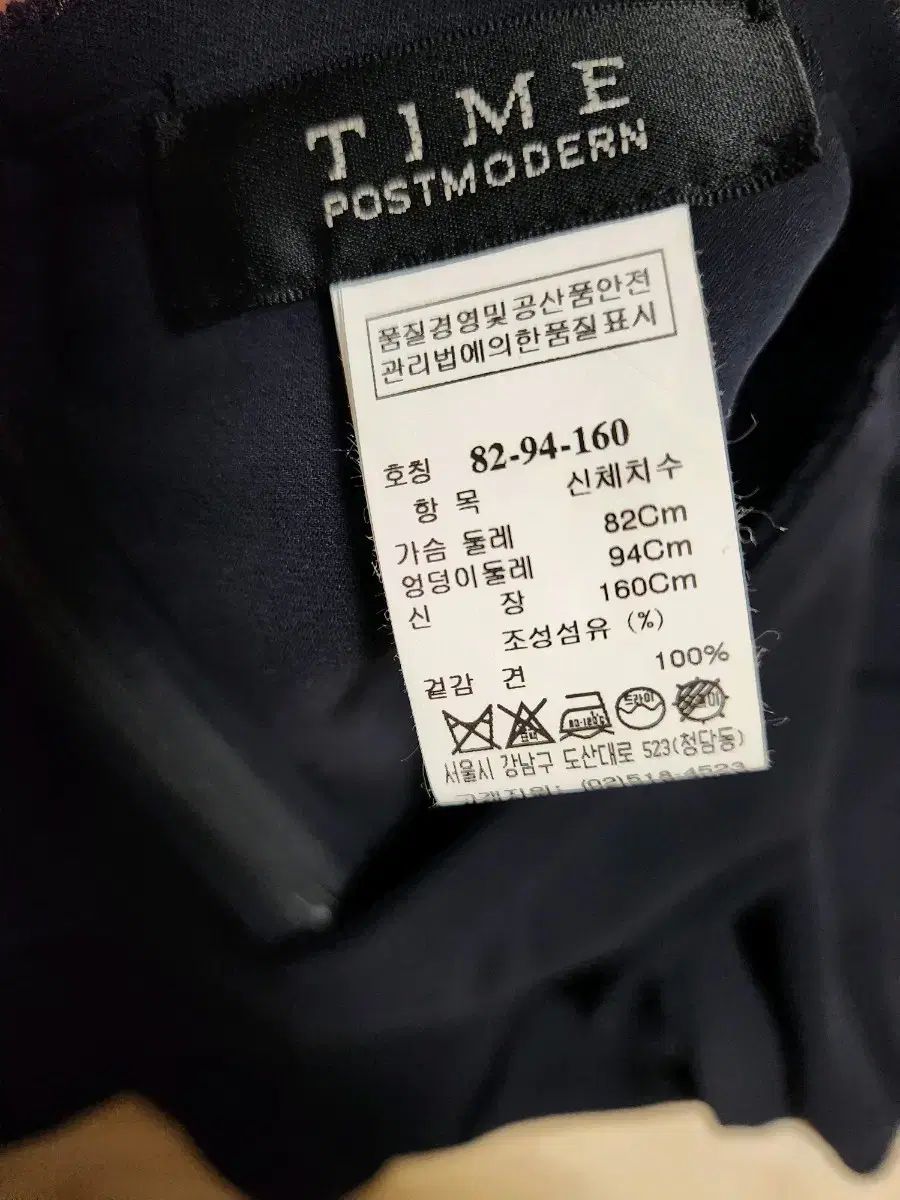 TIME
POSTMODERN
품질경영및공산품안전
관리법에의한품질표시
호칭 82-94-160
항 목 신체치수
가슴 둘레 82Cm
엉덩이둘레 94Cm
신 장 160Cm
조성섬유 (%)
겉감 견 100%
드라이
서울시 강남구 도산대로 523(청담동)
(02)518-4523